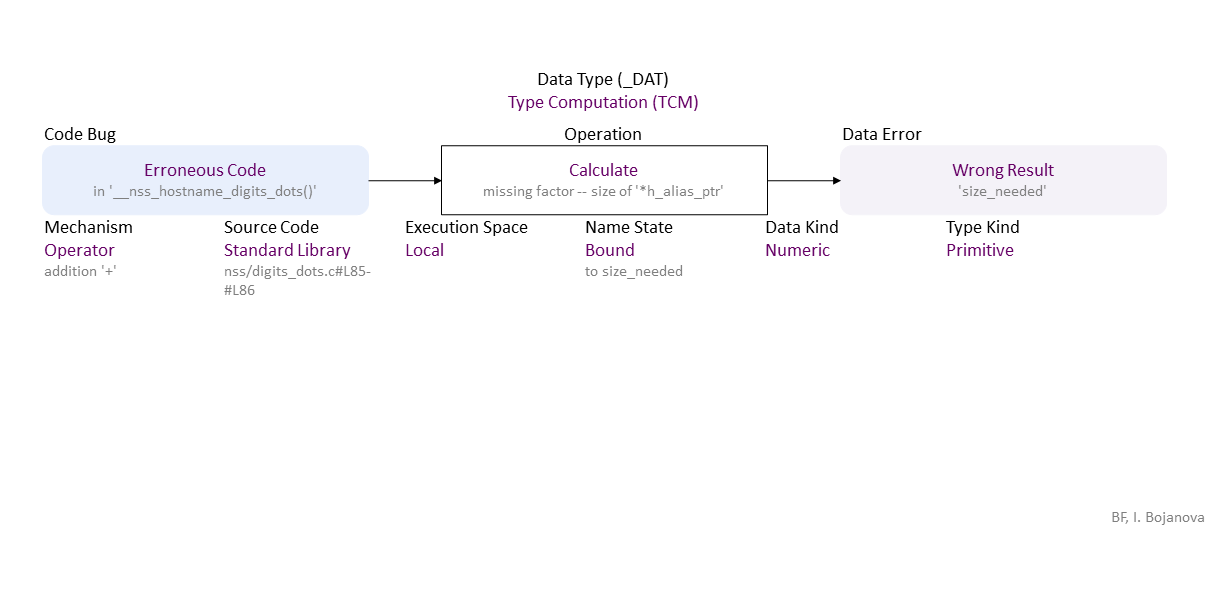 Data Type (_DAT)
Type Computation (TCM)
Code Bug
Operation
Data Error
Erroneous Code
in '__nss_hostname_digits_dots()'
Calculate
missing factor -- size of '*h_alias_ptr'
Wrong Result
'size_needed'
Mechanism
Operator
addition '+'
Source Code
Standard Library
nss/digits_dots.c#L85-
#L86
Execution Space
Local
Name State
Bound
to size_needed
Data Kind
Numeric
Type Kind
Primitive
BF, I. Bojanova